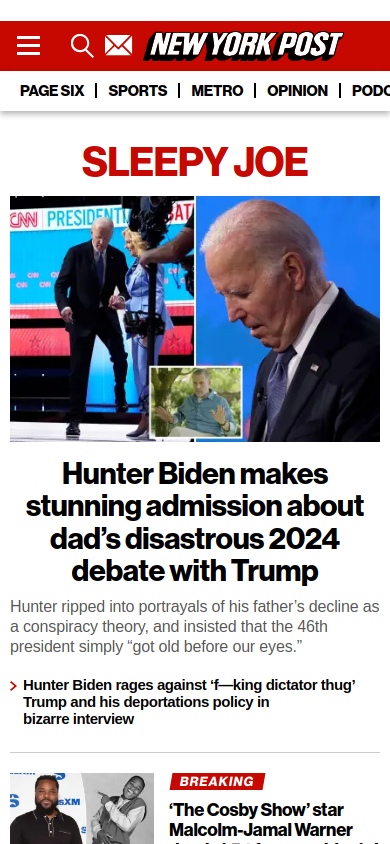 NEW YORK POST
PAGE SIX
SPORTS
METRO
OPINION
PODC
SLEEPY JOE
CNN PRESIDENTI
Hunter Biden makes
stunning admission about
dad’s disastrous 2024
debate with Trump
Hunter ripped into portrayals of his father’s decline as
a conspiracy theory, and insisted that the 46th
president simply “got old before our eyes.”
Hunter Biden rages against ‘f—king dictator thug’
Trump and his deportations policy in
bizarre interview
BREAKING
‘The Cosby Show’ star
Malcolm-Jamal Warner